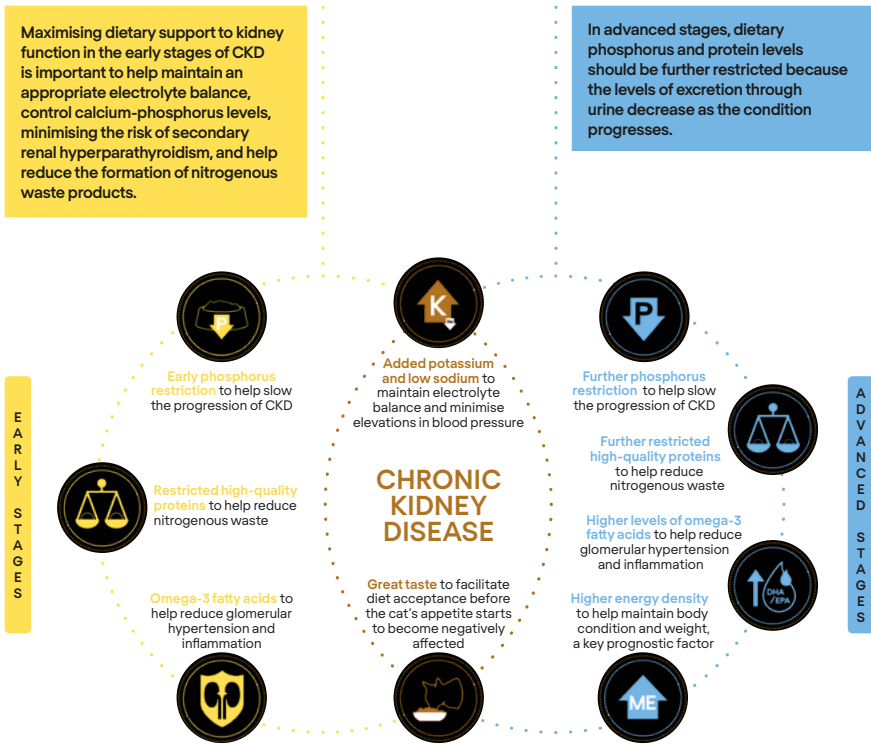 Maximising dietary support to kidney
function in the early stages of CKD
is important to help maintain an
appropriate electrolyte balance,
control calcium-phosphorus levels,
minimising the risk of secondary
renal hyperparathyroidism, and help
reduce the formation of nitrogenous
waste products.
In advanced stages, dietary
phosphorus and protein levels
should be further restricted because
the levels of excretion through
urine decrease as the condition
progresses.
EARLY STAGES
P
Early phosphorus
restriction to help slow
the progression of CKD
Restricted high-quality
proteins to help reduce
nitrogenous waste
Omega-3 fatty acids to
help reduce glomerular
hypertension and
inflammation
K
Added potassium
and low sodium to
maintain electrolyte
balance and minimise
elevations in blood pressure
CHRONIC
KIDNEY
DISEASE
Great taste to facilitate
diet acceptance before
the cat's appetite starts
to become negatively
affected
P
Further phosphorus
restriction to help slow
the progression of CKD
Further restricted
high-quality proteins
to help reduce
nitrogenous waste
Higher levels of omega-3
fatty acids to help reduce
glomerular hypertension
and inflammation
DHA
/EPA
Higher energy density
to help maintain body
condition and weight,
a key prognostic factor
ME
ADVANCED STAGES